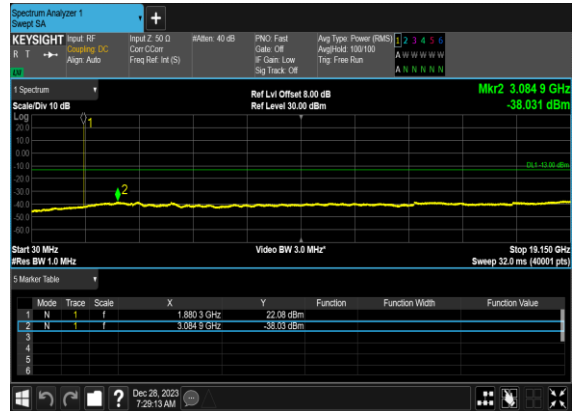 Spectrum Analyzer 1
Swept SA
KEYSIGHT Input: RF Input Z: 50 Ω #Atten: 40 dB PNO: Fast Avg Type: Power (RMS) 1 2 3 4 5 6
R T Coupling: DC Corr CCorr Gate: Off Avg|Hold: 100/100 A W W W W W
Align: Auto Freq Ref: Int (S) IF Gain: Low Trig: Free Run
Sig Track: Off A N N N N N
1 Spectrum Ref Lvl Offset 8.00 dB Mkr2 3.084 9 GHz
Scale/Div 10 dB Ref Level 30.00 dBm -38.031 dBm
Log
20.0
10.0
0.00
-10.0
-20.0
-30.0
-40.0
-50.0
-60.0
1
2
DL1 -13.00 dBm
Start 30 MHz Video BW 3.0 MHz* Stop 19.150 GHz
#Res BW 1.0 MHz Sweep 32.0 ms (40001 pts)
5 Marker Table
Mode Trace Scale X Y Function Function Width Function Value
1 N 1 f 1.880 3 GHz 22.08 dBm
2 N 1 f 3.084 9 GHz -38.03 dBm
3
4
5
6
Dec 28, 2023
7:29:13 AM